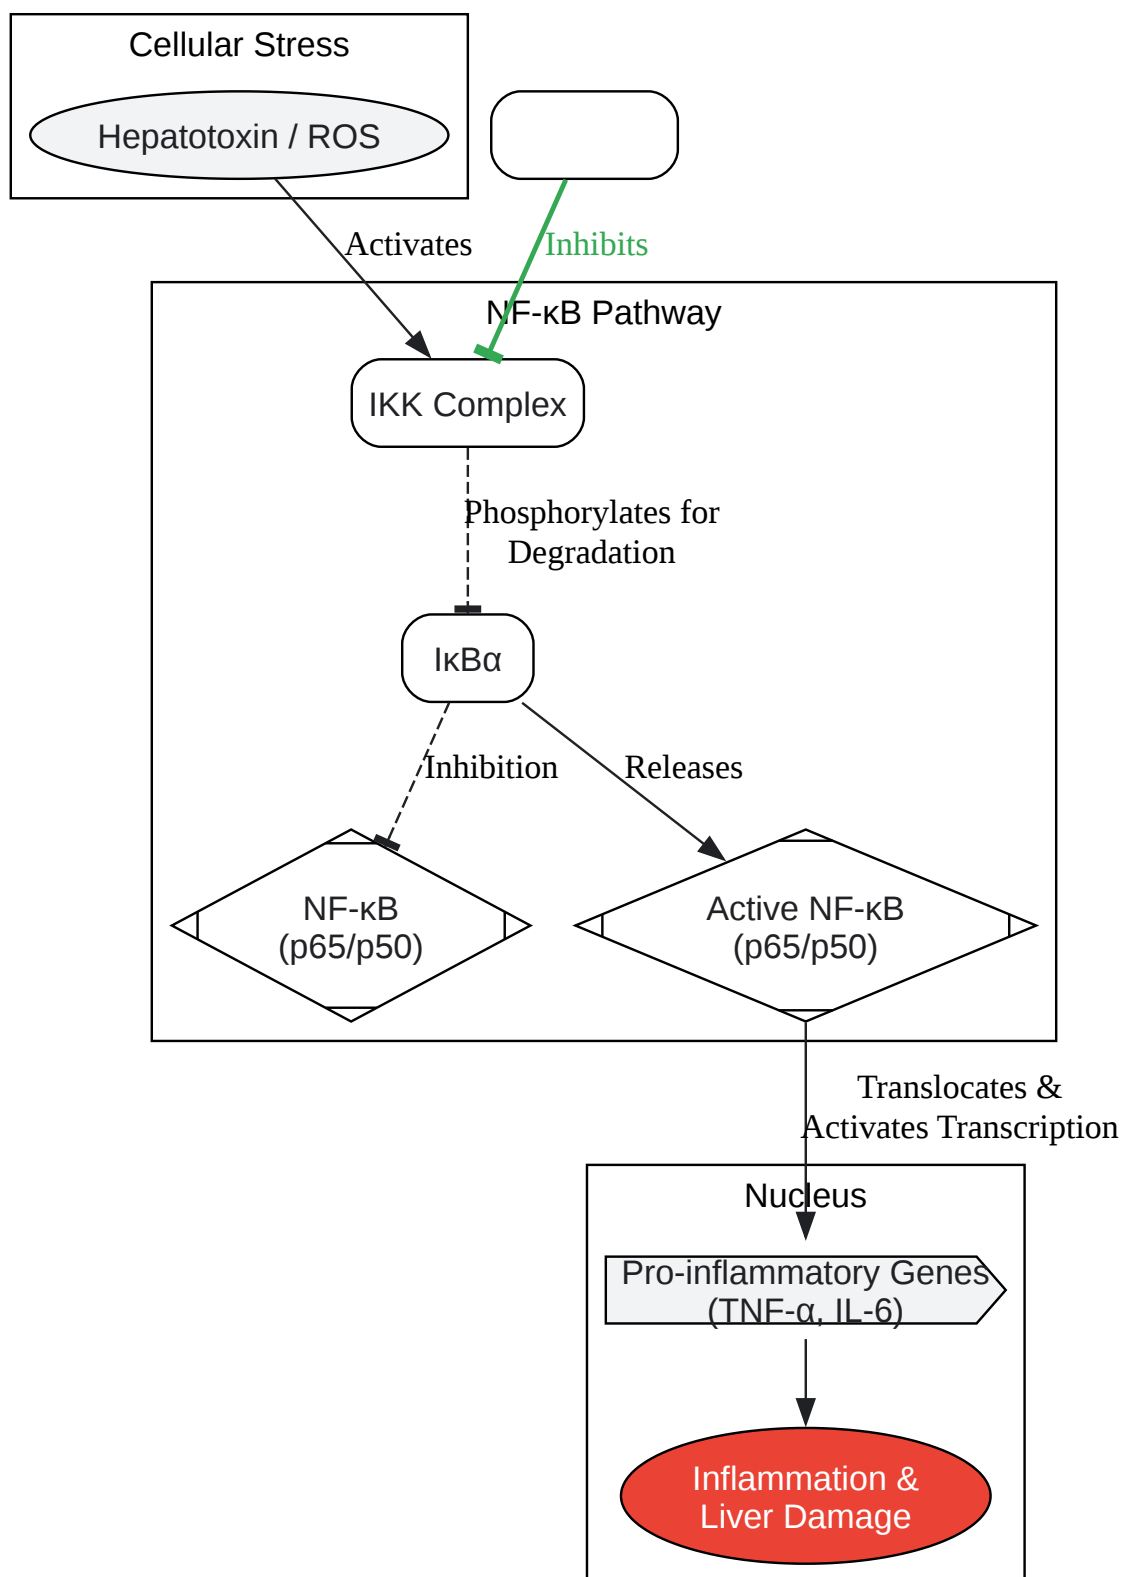 Cellular Stress
Hepatotoxin / ROS
Activates
Inhibits
NF-κB Pathway
IKK Complex
Phosphorylates for
Degradation
IκBα
Inhibition
Releases
NF-κB
(p65/p50)
Active NF-κB
(p65/p50)
Translocates &
Activates Transcription
Nucleus
Pro-inflammatory Genes
(TNF-α, IL-6)
Inflammation &
Liver Damage